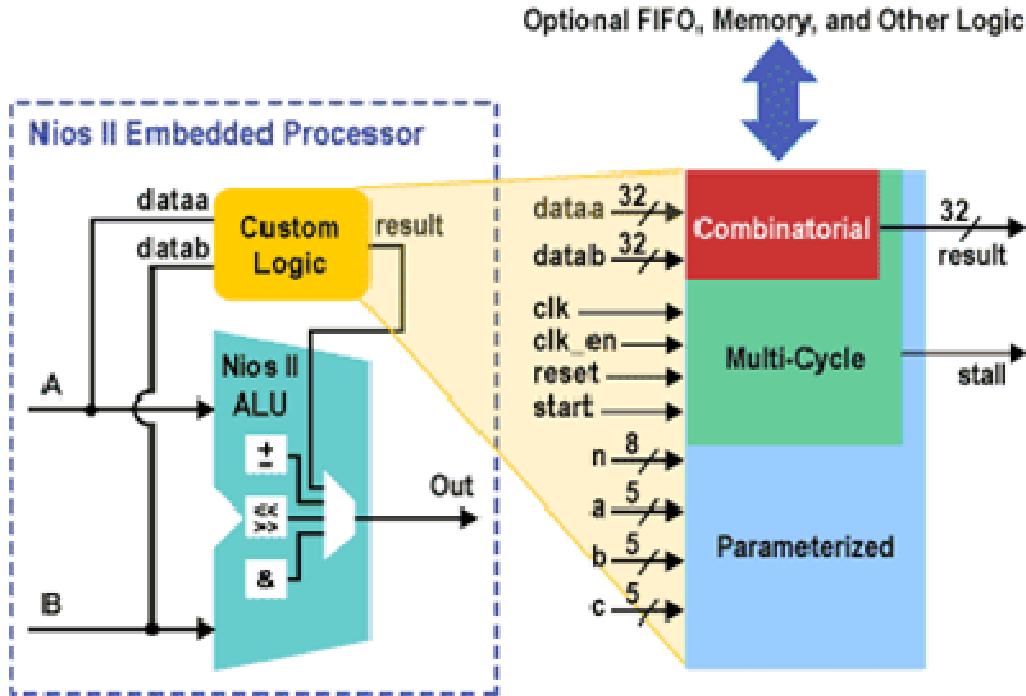 Optional FIFO, Memory, and Other Logic
Nios II Embedded Processor
dataa
datab
Custom
Logic
result
A
B
Nios II
ALU
+
−
<<
>>
&
Out
dataa 32
datab 32
clk
clk_en
reset
start
n 8
a 5
b 5
c 5
Combinatorial
Multi-Cycle
Parameterized
32
result
stall